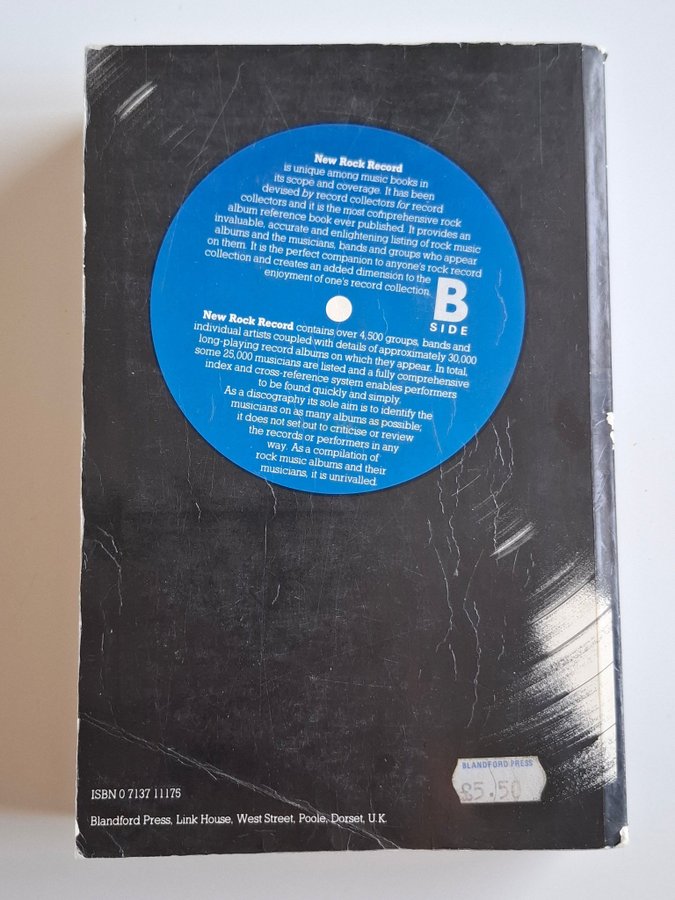 New Rock Record
is unique among music books in
its scope and coverage. It has been
devised by record collectors for record
collectors and it is the most comprehensive rock
album reference book ever published. It provides an
invaluable, accurate and enlightening listing of rock music
albums and the musicians, bands and groups who appear
on them. It is the perfect companion to anyone's rock record
collection and creates an added dimension to the
enjoyment of one's record collection.
B
SIDE
New Rock Record contains over 4,500 groups, bands and
individual artists coupled with details of approximately 30,000
long-playing record albums on which they appear. In total,
some 25,000 musicians are listed and a fully comprehensive
index and cross-reference system enables performers
to be found quickly and simply.
As a discography its sole aim is to identify the
musicians on as many albums as possible;
it does not set out to criticise or review
the records or performers in any
way. As a compilation of
rock music albums and their
musicians, it is unrivalled.
BLANDFORD PRESS
£5.50
ISBN 0 7137 11175
Blandford Press, Link House, West Street, Poole, Dorset, U.K.